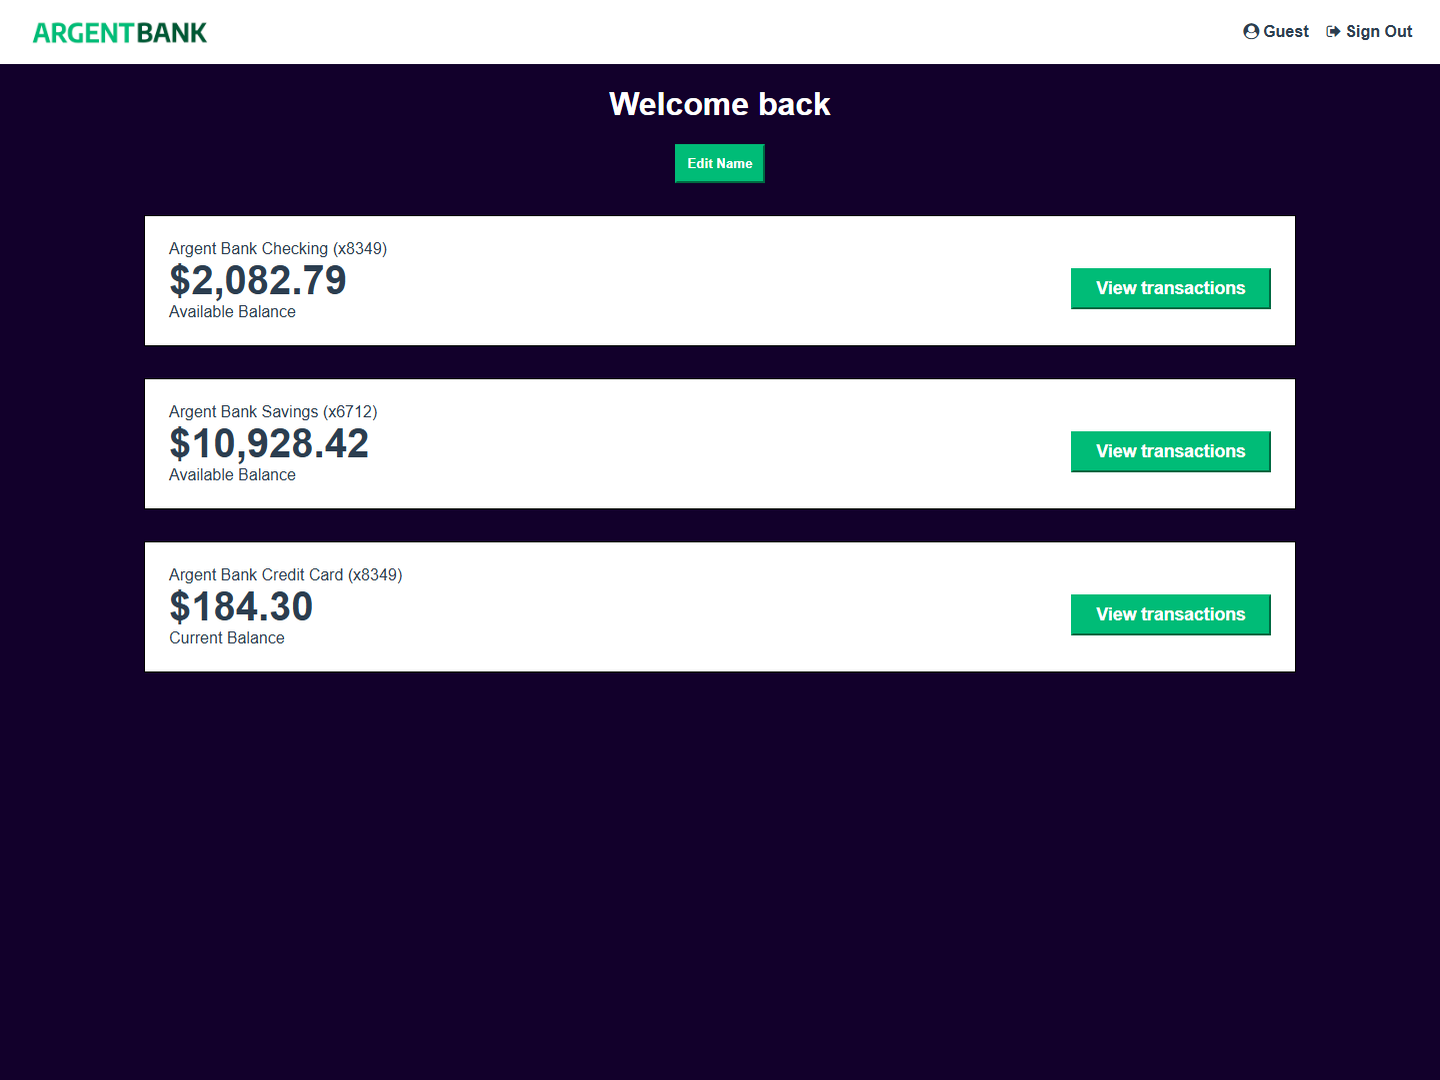 ARGENTBANK
Guest
Sign Out
Welcome back
Edit Name
Argent Bank Checking (x8349)
$2,082.79
Available Balance
View transactions
Argent Bank Savings (x6712)
$10,928.42
Available Balance
View transactions
Argent Bank Credit Card (x8349)
$184.30
Current Balance
View transactions